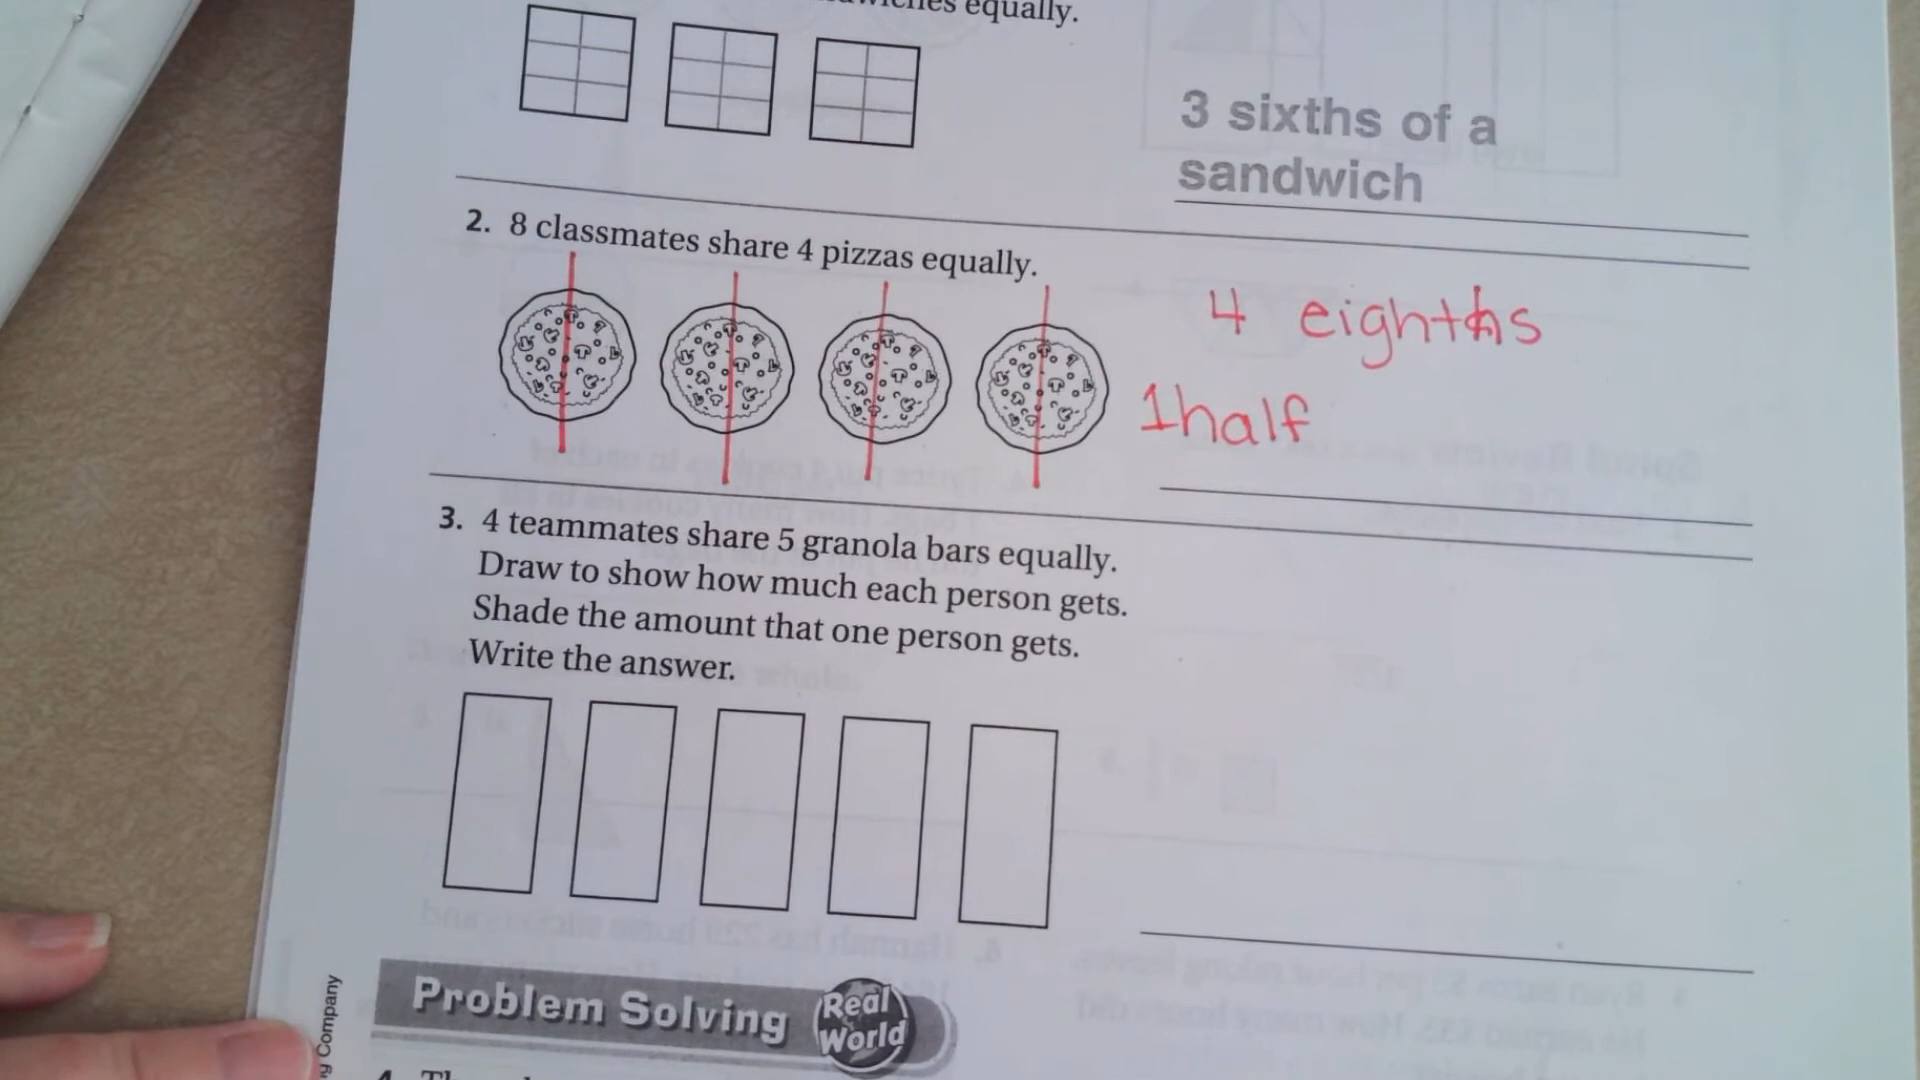 equally.
3 sixths of a
sandwich
2. 8 classmates share 4 pizzas equally.
4 eighths
1half
3. 4 teammates share 5 granola bars equally.
Draw to show how much each person gets.
Shade the amount that one person gets.
Write the answer.
Problem Solving Real World
Company